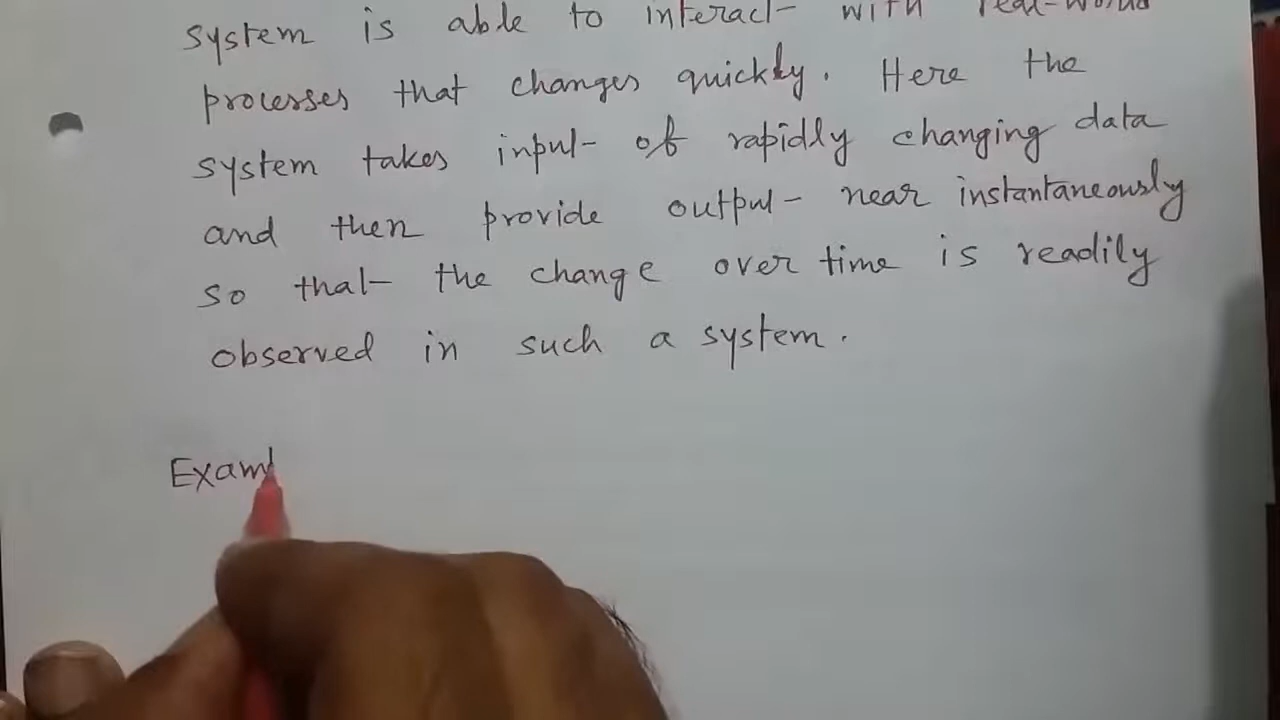 system is able to interact with real-world
processes that changes quickly. Here the
system takes input of rapidly changing data
and then provide output near instantaneously
so that the change over time is readily
observed in such a system.
Exam